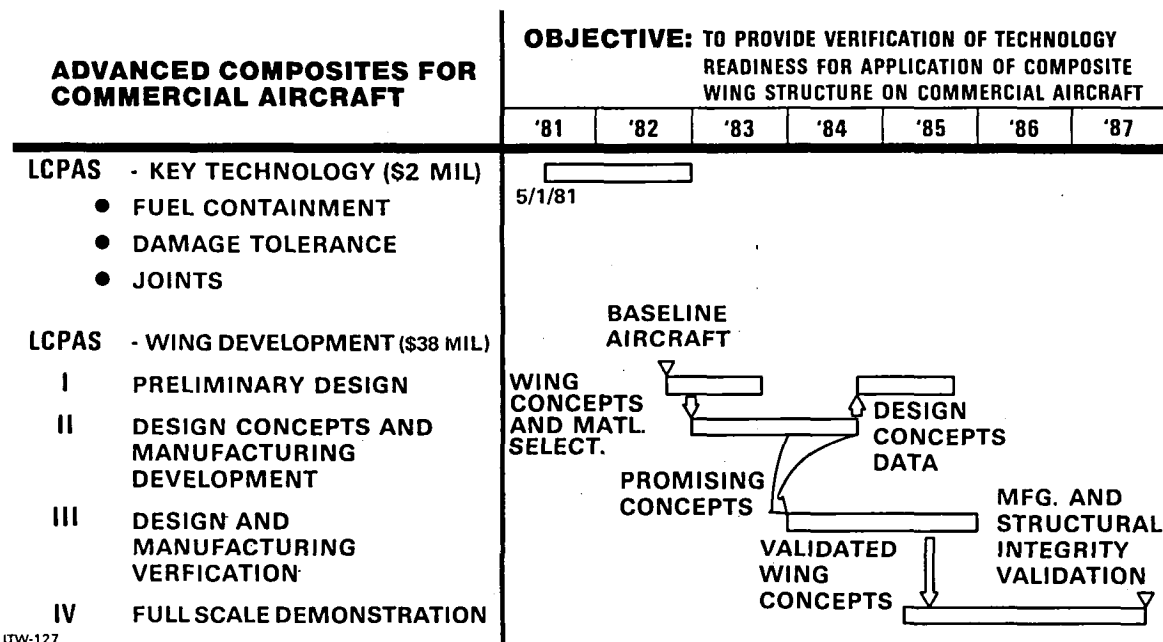 ADVANCED COMPOSITES FOR
COMMERCIAL AIRCRAFT
OBJECTIVE: TO PROVIDE VERIFICATION OF TECHNOLOGY
READINESS FOR APPLICATION OF COMPOSITE
WING STRUCTURE ON COMMERCIAL AIRCRAFT
'81 '82 '83 '84 '85 '86 '87
LCPAS - KEY TECHNOLOGY ($2 MIL)
5/1/81
● FUEL CONTAINMENT
● DAMAGE TOLERANCE
● JOINTS
BASELINE
AIRCRAFT
LCPAS - WING DEVELOPMENT ($38 MIL)
I PRELIMINARY DESIGN
WING
CONCEPTS
AND MATL.
SELECT.
II DESIGN CONCEPTS AND
MANUFACTURING
DEVELOPMENT
DESIGN
CONCEPTS
DATA
PROMISING
CONCEPTS
III DESIGN AND
MANUFACTURING
VERFICATION
MFG. AND
STRUCTURAL
INTEGRITY
VALIDATION
VALIDATED
WING
CONCEPTS
IV FULL SCALE DEMONSTRATION
ITW-127